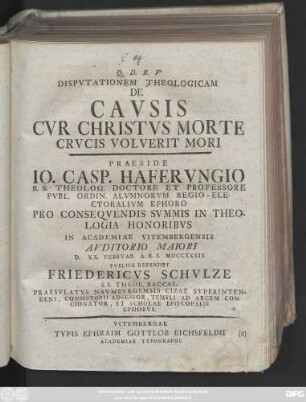 Q. D. B. V
DISPVTATIONEM THEOLOGICAM
DE
CAVSIS
CVR CHRISTVS MORTE
CRVCIS VOLVERIT MORI
PRAESIDE
IO. CASP. HAFERVNGIO
S. S. THEOLOG. DOCTORE ET PROFESSORE
PVBL. ORDIN. ALVMNORVM REGIO-ELE-
CTORALIVM EPHORO
PRO CONSEQVENDIS SVMMIS IN THEO-
LOGIA HONORIBVS
IN ACADEMIAE VITEMBERGENSIS
AVDITORIO MAIORI
D. XX. FEBRVAR. A. R. S. MDCCXXXIX
PVBLICE DEFENDET
FRIEDERICVS SCHVLZE
S S. THEOL. BACCAL.
PRAESVLATVS NAVMBVRGENSIS CIZAE SVPERINTEN-
DENS, CONSISTORII ADSESSOR, TEMPLI AD ARCEM CON-
CIONATOR, ET SCHOLAE EPISCOPALIS
EPHORVS.
VITEMBERGAE
TYPIS EPHRAIM GOTTLOB EICHSFELDII
ACADEMIAE TYPOGRAPHI.